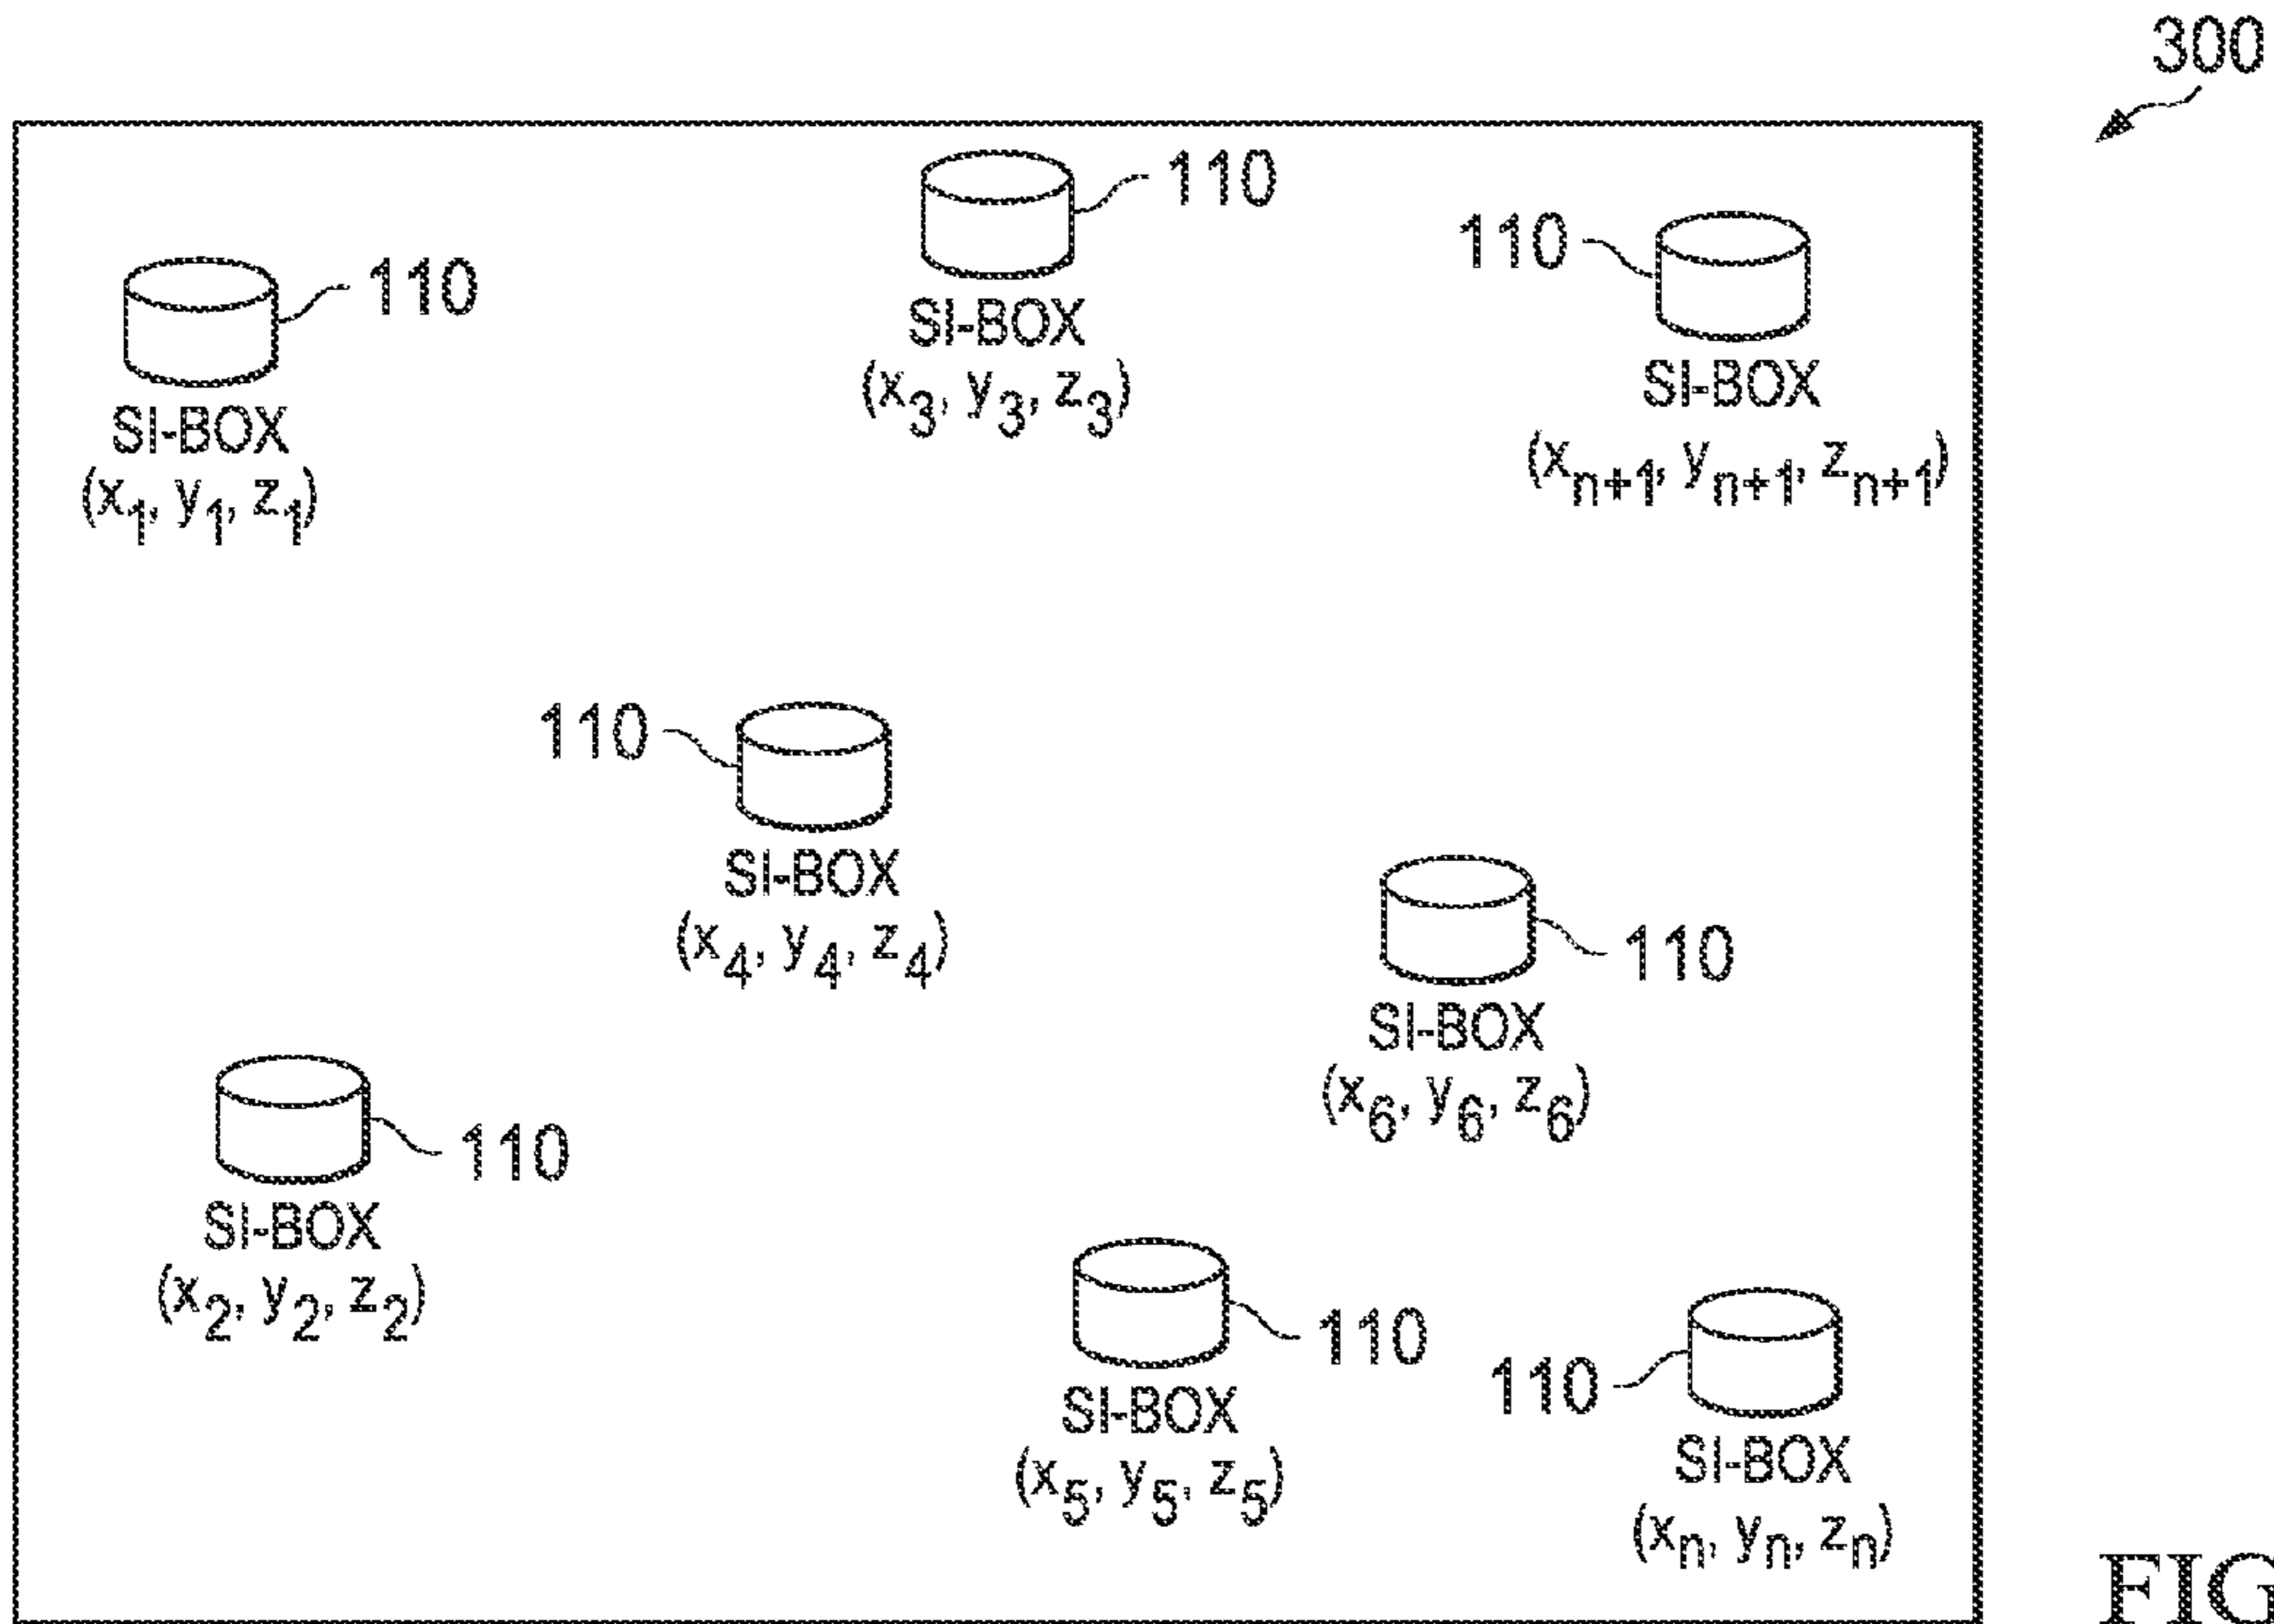 300
110
SI-BOX
(x₃, y₃, z₃)
110
SI-BOX
(xₙ₊₁, yₙ₊₁, zₙ₊₁)
110
SI-BOX
(x₁, y₁, z₁)
110
SI-BOX
(x₄, y₄, z₄)
110
SI-BOX
(x₆, y₆, z₆)
110
SI-BOX
(x₂, y₂, z₂)
110
SI-BOX
(x₅, y₅, z₅)
110
SI-BOX
(xₙ, yₙ, zₙ)
FIG